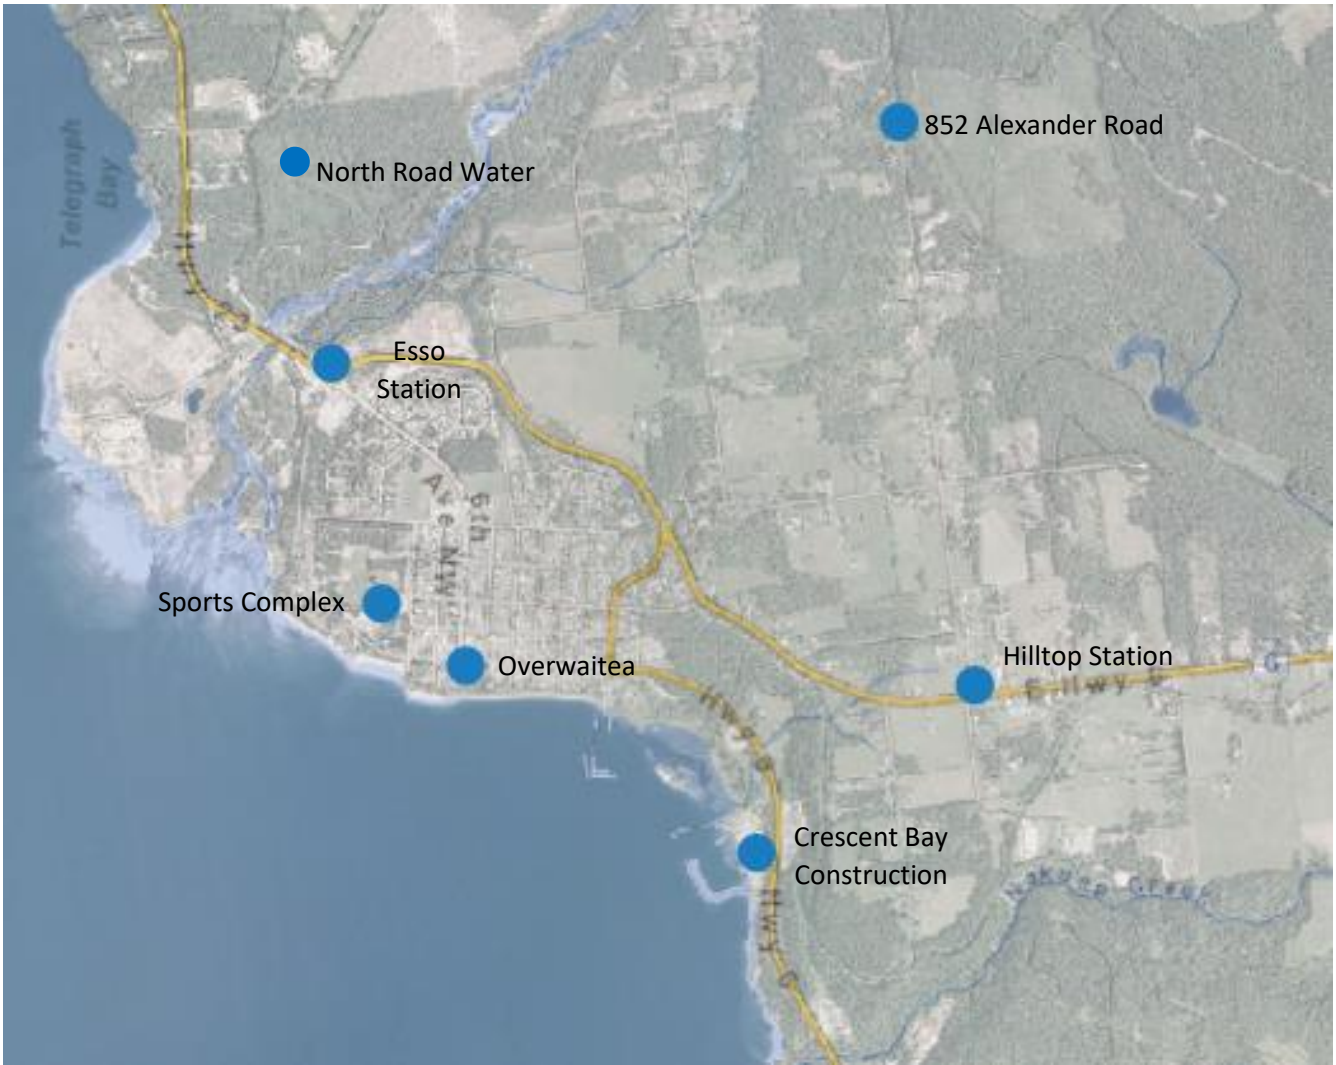 852 Alexander Road
North Road Water
Telegraph
Bay
Esso
Station
6th
Ave NW
Sports Complex
Overwaitea
Hilltop Station
Crescent Bay
Construction